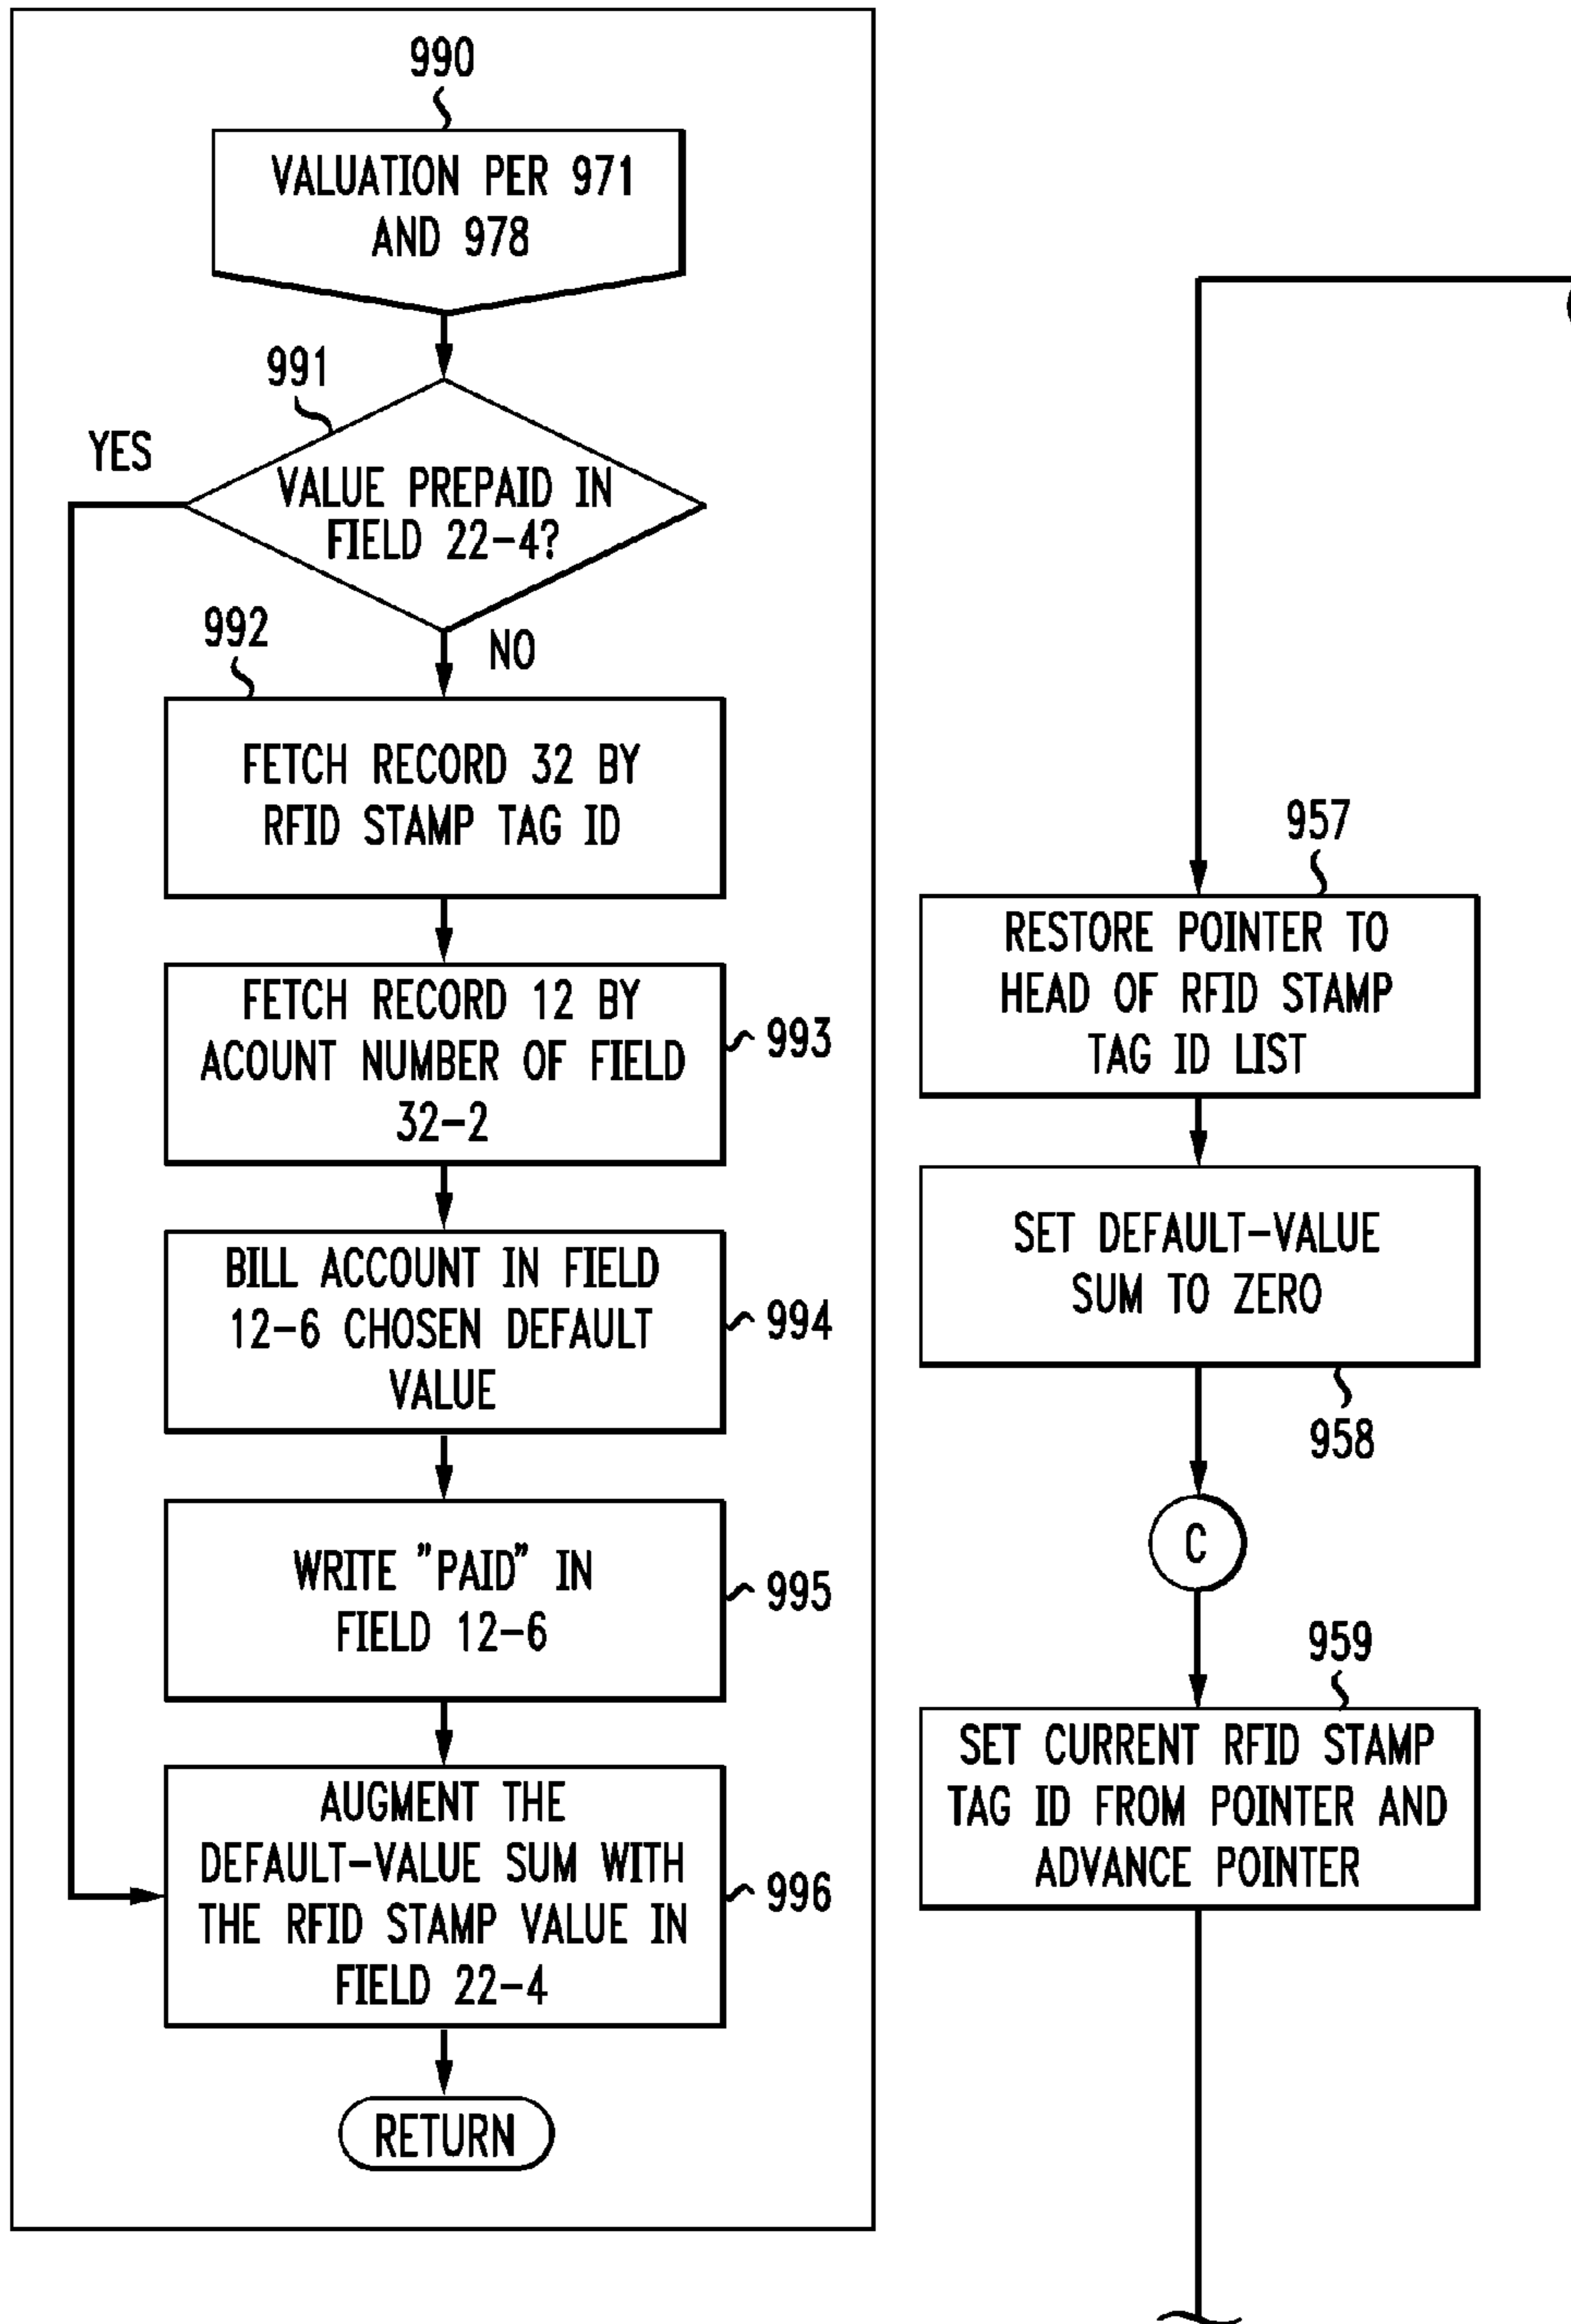 990
VALUATION PER 971
AND 978
991
YES
VALUE PREPAID IN
FIELD 22-4?
NO
992
FETCH RECORD 32 BY
RFID STAMP TAG ID
FETCH RECORD 12 BY
ACOUNT NUMBER OF FIELD
32-2
993
BILL ACCOUNT IN FIELD
12-6 CHOSEN DEFAULT
VALUE
994
WRITE "PAID" IN
FIELD 12-6
995
AUGMENT THE
DEFAULT-VALUE SUM WITH
THE RFID STAMP VALUE IN
FIELD 22-4
996
RETURN
957
RESTORE POINTER TO
HEAD OF RFID STAMP
TAG ID LIST
SET DEFAULT-VALUE
SUM TO ZERO
958
C
959
SET CURRENT RFID STAMP
TAG ID FROM POINTER AND
ADVANCE POINTER